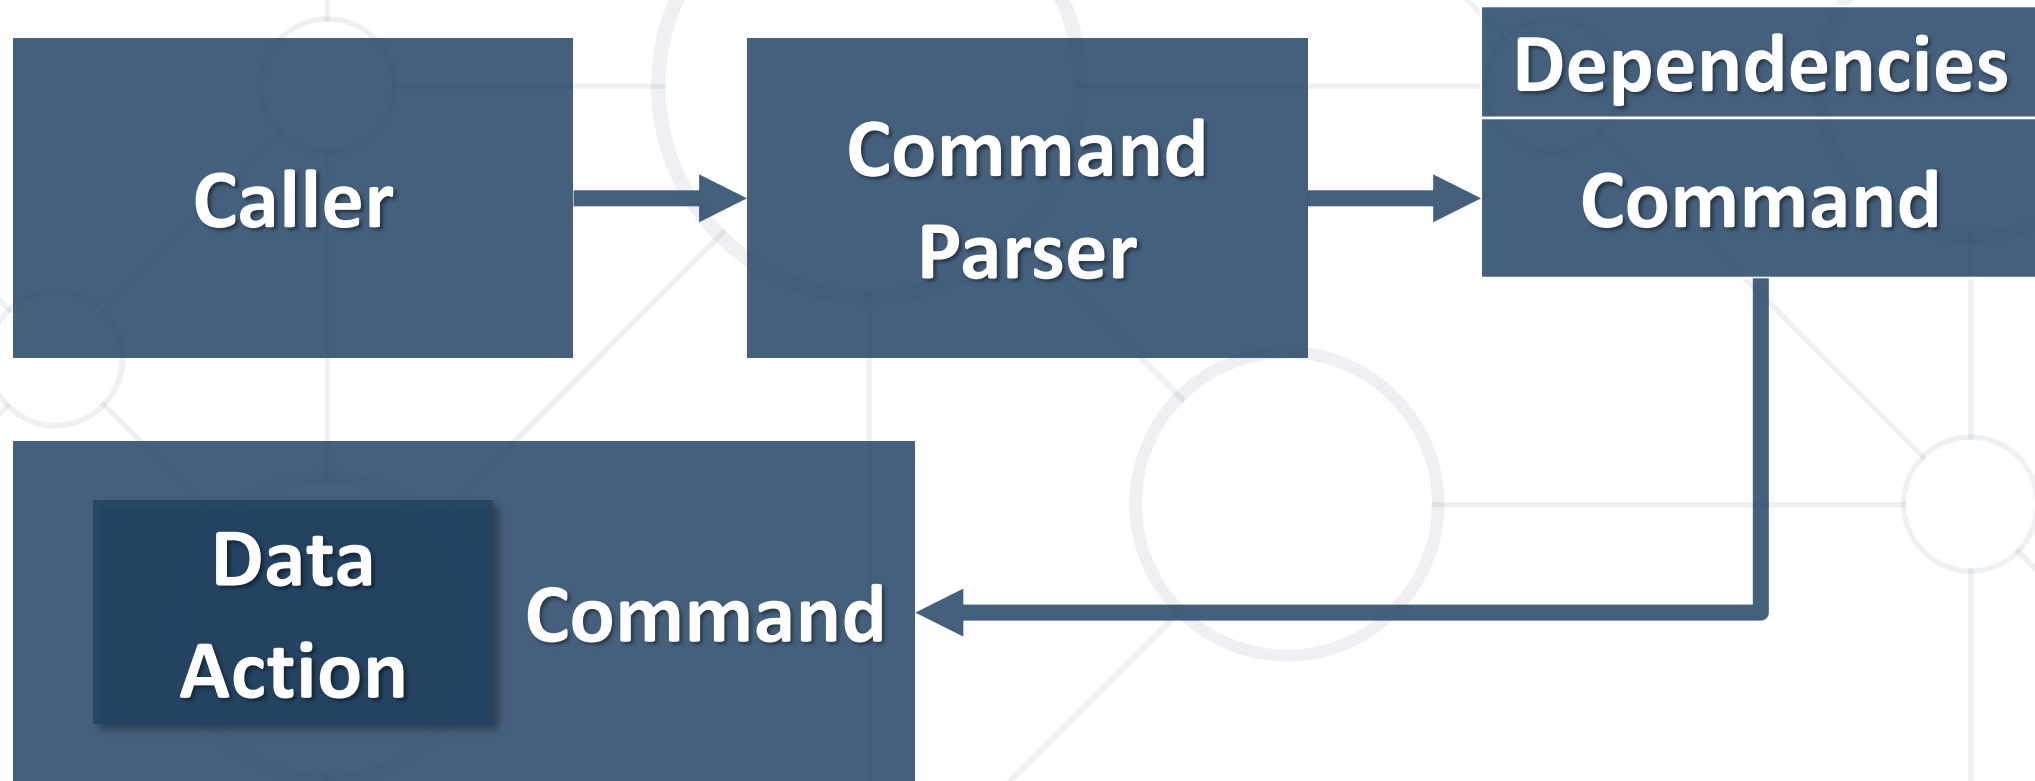 Caller
Command
Parser
Dependencies
Command
Data
Action
Command